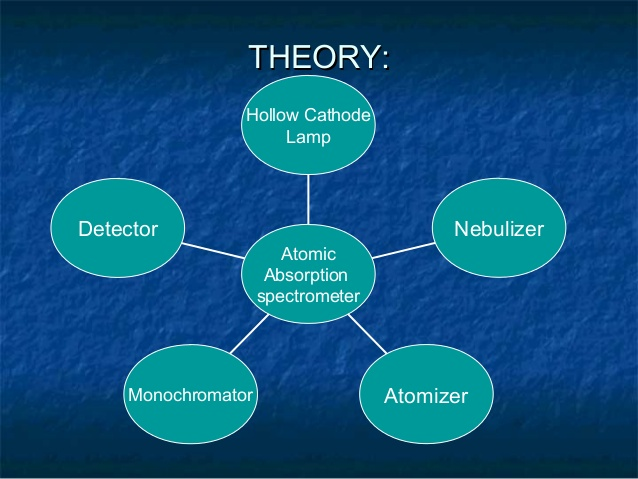 THEORY:
Hollow Cathode
Lamp
Detector
Nebulizer
Atomic
Absorption
spectrometer
Monochromator
Atomizer